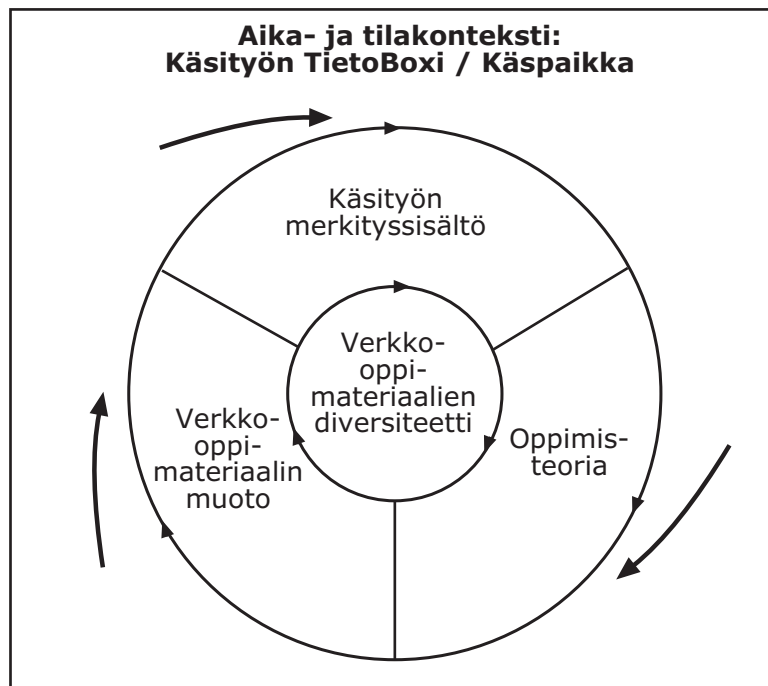 Aika- ja tilakonteksti:
Käsityön TietoBoxi / Käspaikka
Käsityön
merkityssisältö
Verkko-
oppi-
materiaalien
diversiteetti
Verkko-
oppi-
materiaalin
muoto
Oppimis-
teoria